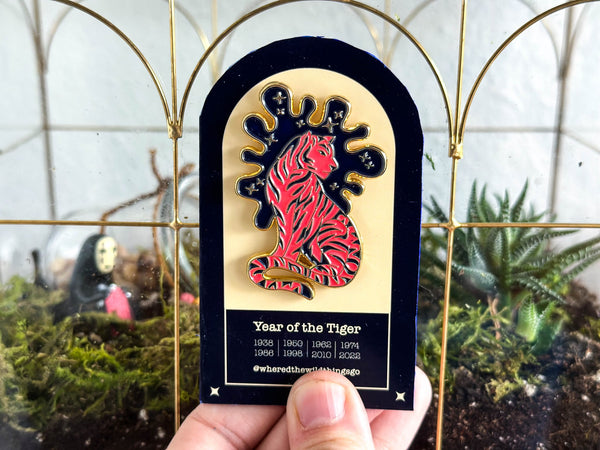 Year of the Tiger
1938 | 1950 | 1962 | 1974
1986 | 1998 | 2010 | 2022
@wheredthewildthingsgo